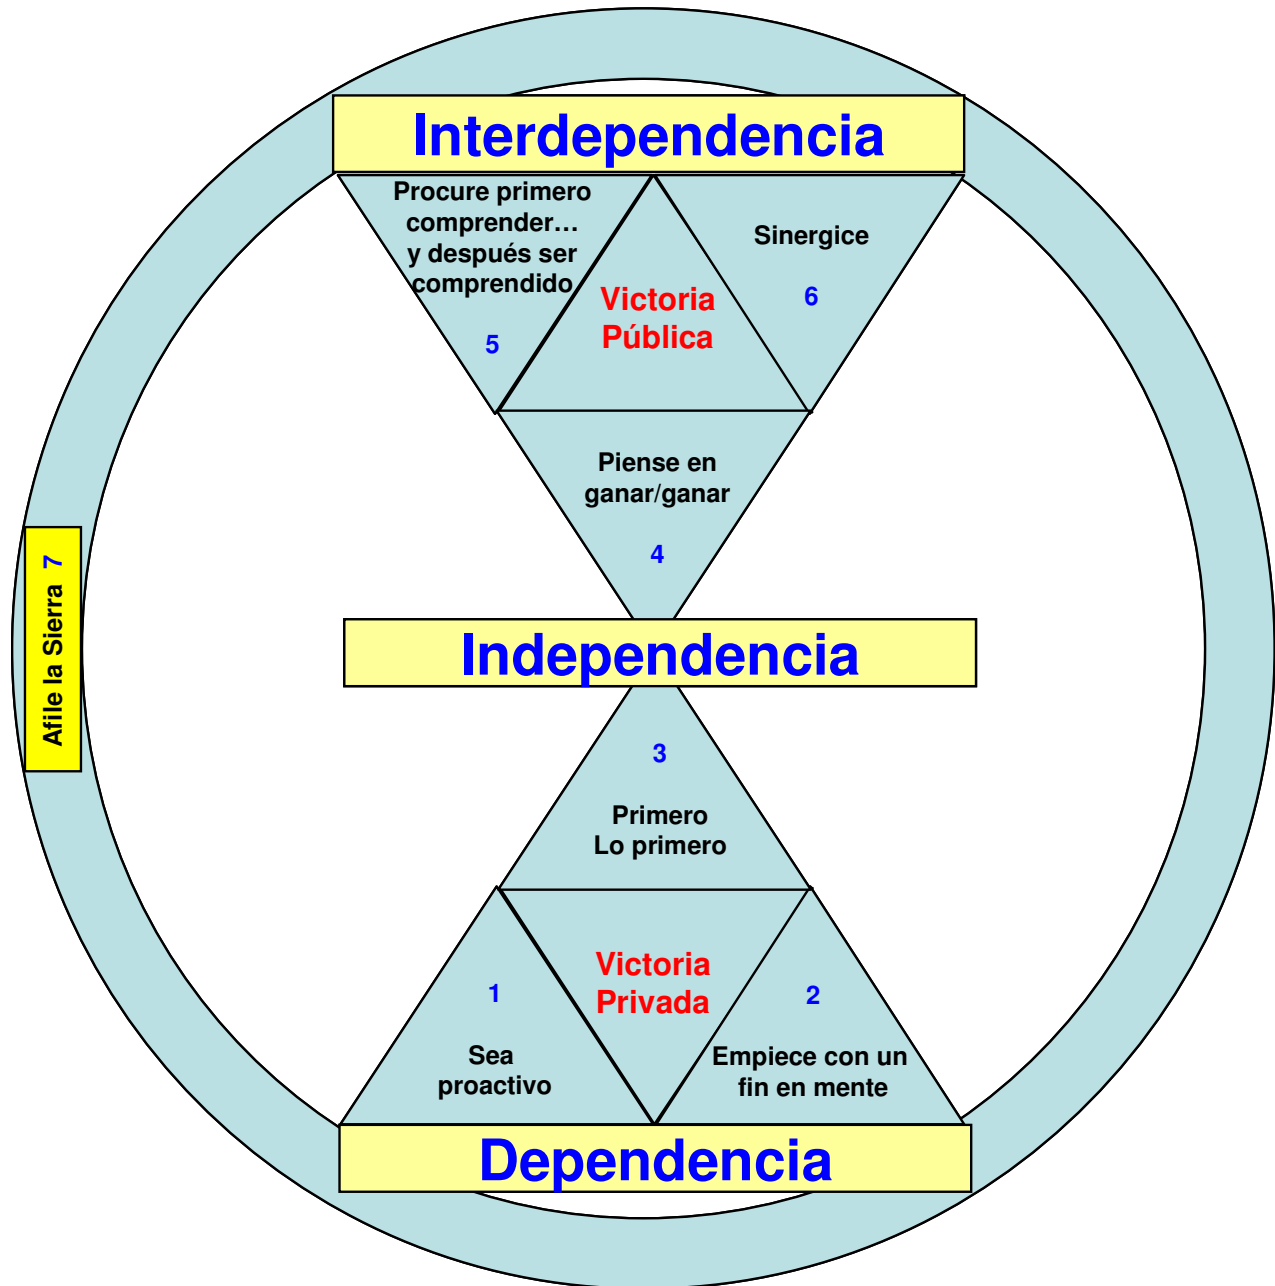 Interdependencia
Procure primero
comprender…
y después ser
comprendido
5
Victoria
Pública
Sinergice
6
Piense en
ganar/ganar
4
Afile la Sierra 7
Independencia
3
Primero
Lo primero
1
Sea
proactivo
Victoria
Privada
2
Empiece con un
fin en mente
Dependencia